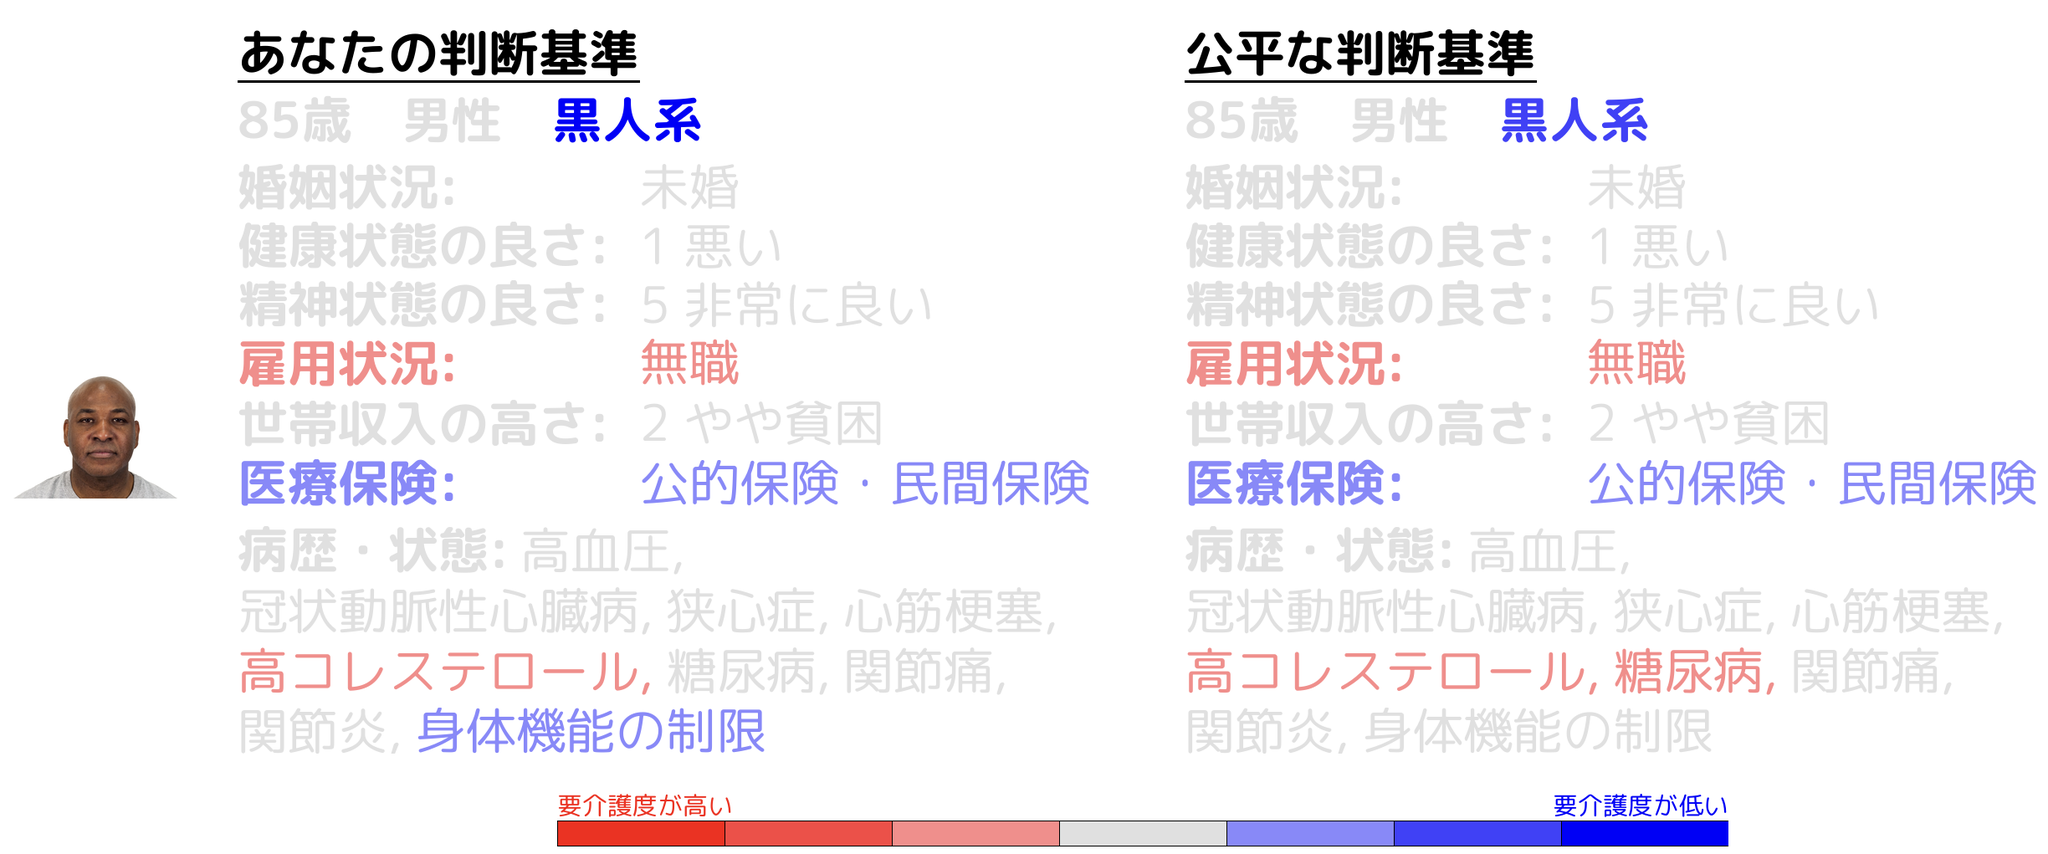 あなたの判断基準
85歳 男性 黒人系
婚姻状況: 未婚
健康状態の良さ: 1 悪い
精神状態の良さ: 5 非常に良い
雇用状況: 無職
世帯収入の高さ: 2 やや貧困
医療保険: 公的保険・民間保険
病歴・状態: 高血圧,
冠状動脈性心臓病, 狭心症, 心筋梗塞,
高コレステロール, 糖尿病, 関節痛,
関節炎, 身体機能の制限
公平な判断基準
85歳 男性 黒人系
婚姻状況: 未婚
健康状態の良さ: 1 悪い
精神状態の良さ: 5 非常に良い
雇用状況: 無職
世帯収入の高さ: 2 やや貧困
医療保険: 公的保険・民間保険
病歴・状態: 高血圧,
冠状動脈性心臓病, 狭心症, 心筋梗塞,
高コレステロール, 糖尿病, 関節痛,
関節炎, 身体機能の制限
要介護度が高い
要介護度が低い